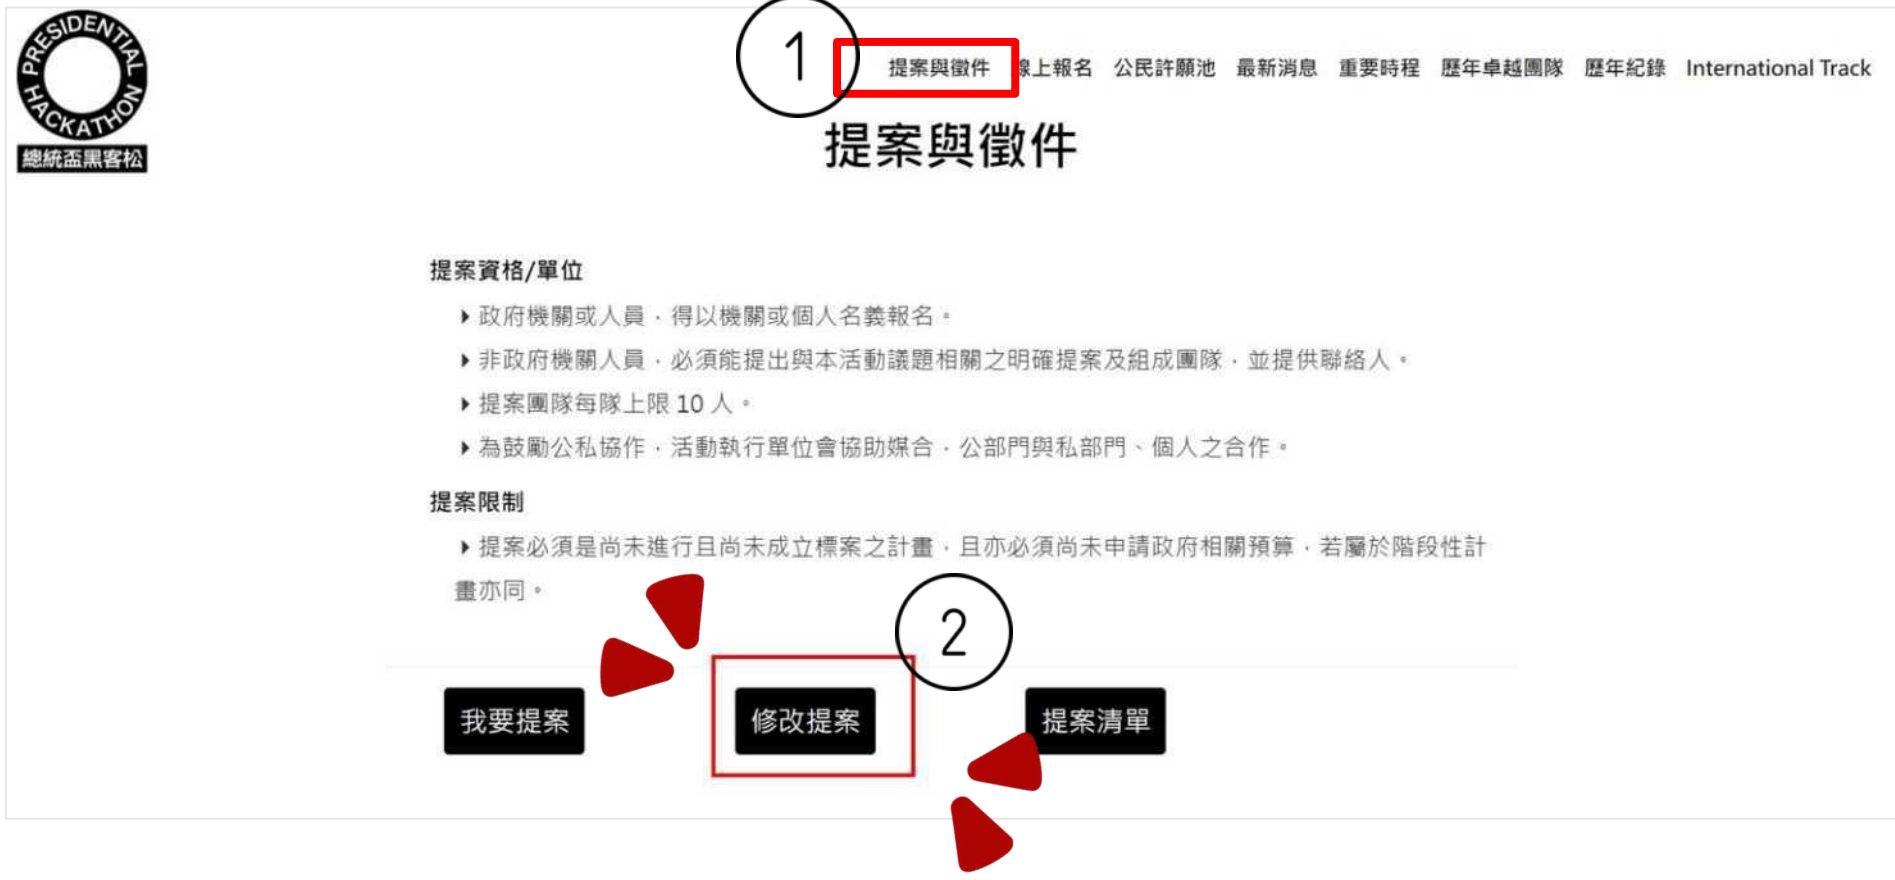 PRESIDENTIAL HACKATHON
總統盃黑客松
1
提案與徵件 線上報名 公民許願池 最新消息 重要時程 歷年卓越團隊 歷年紀錄 International Track
提案與徵件
提案資格/單位
政府機關或人員，得以機關或個人名義報名。
非政府機關人員，必須能提出與本活動議題相關之明確提案及組成團隊，並提供聯絡人。
提案團隊每隊上限 10 人。
為鼓勵公私協作，活動執行單位會協助媒合，公部門與私部門、個人之合作。
提案限制
提案必須是尚未進行且尚未成立標案之計畫，且亦必須尚未申請政府相關預算，若屬於階段性計
畫亦同。
2
我要提案 修改提案 提案清單